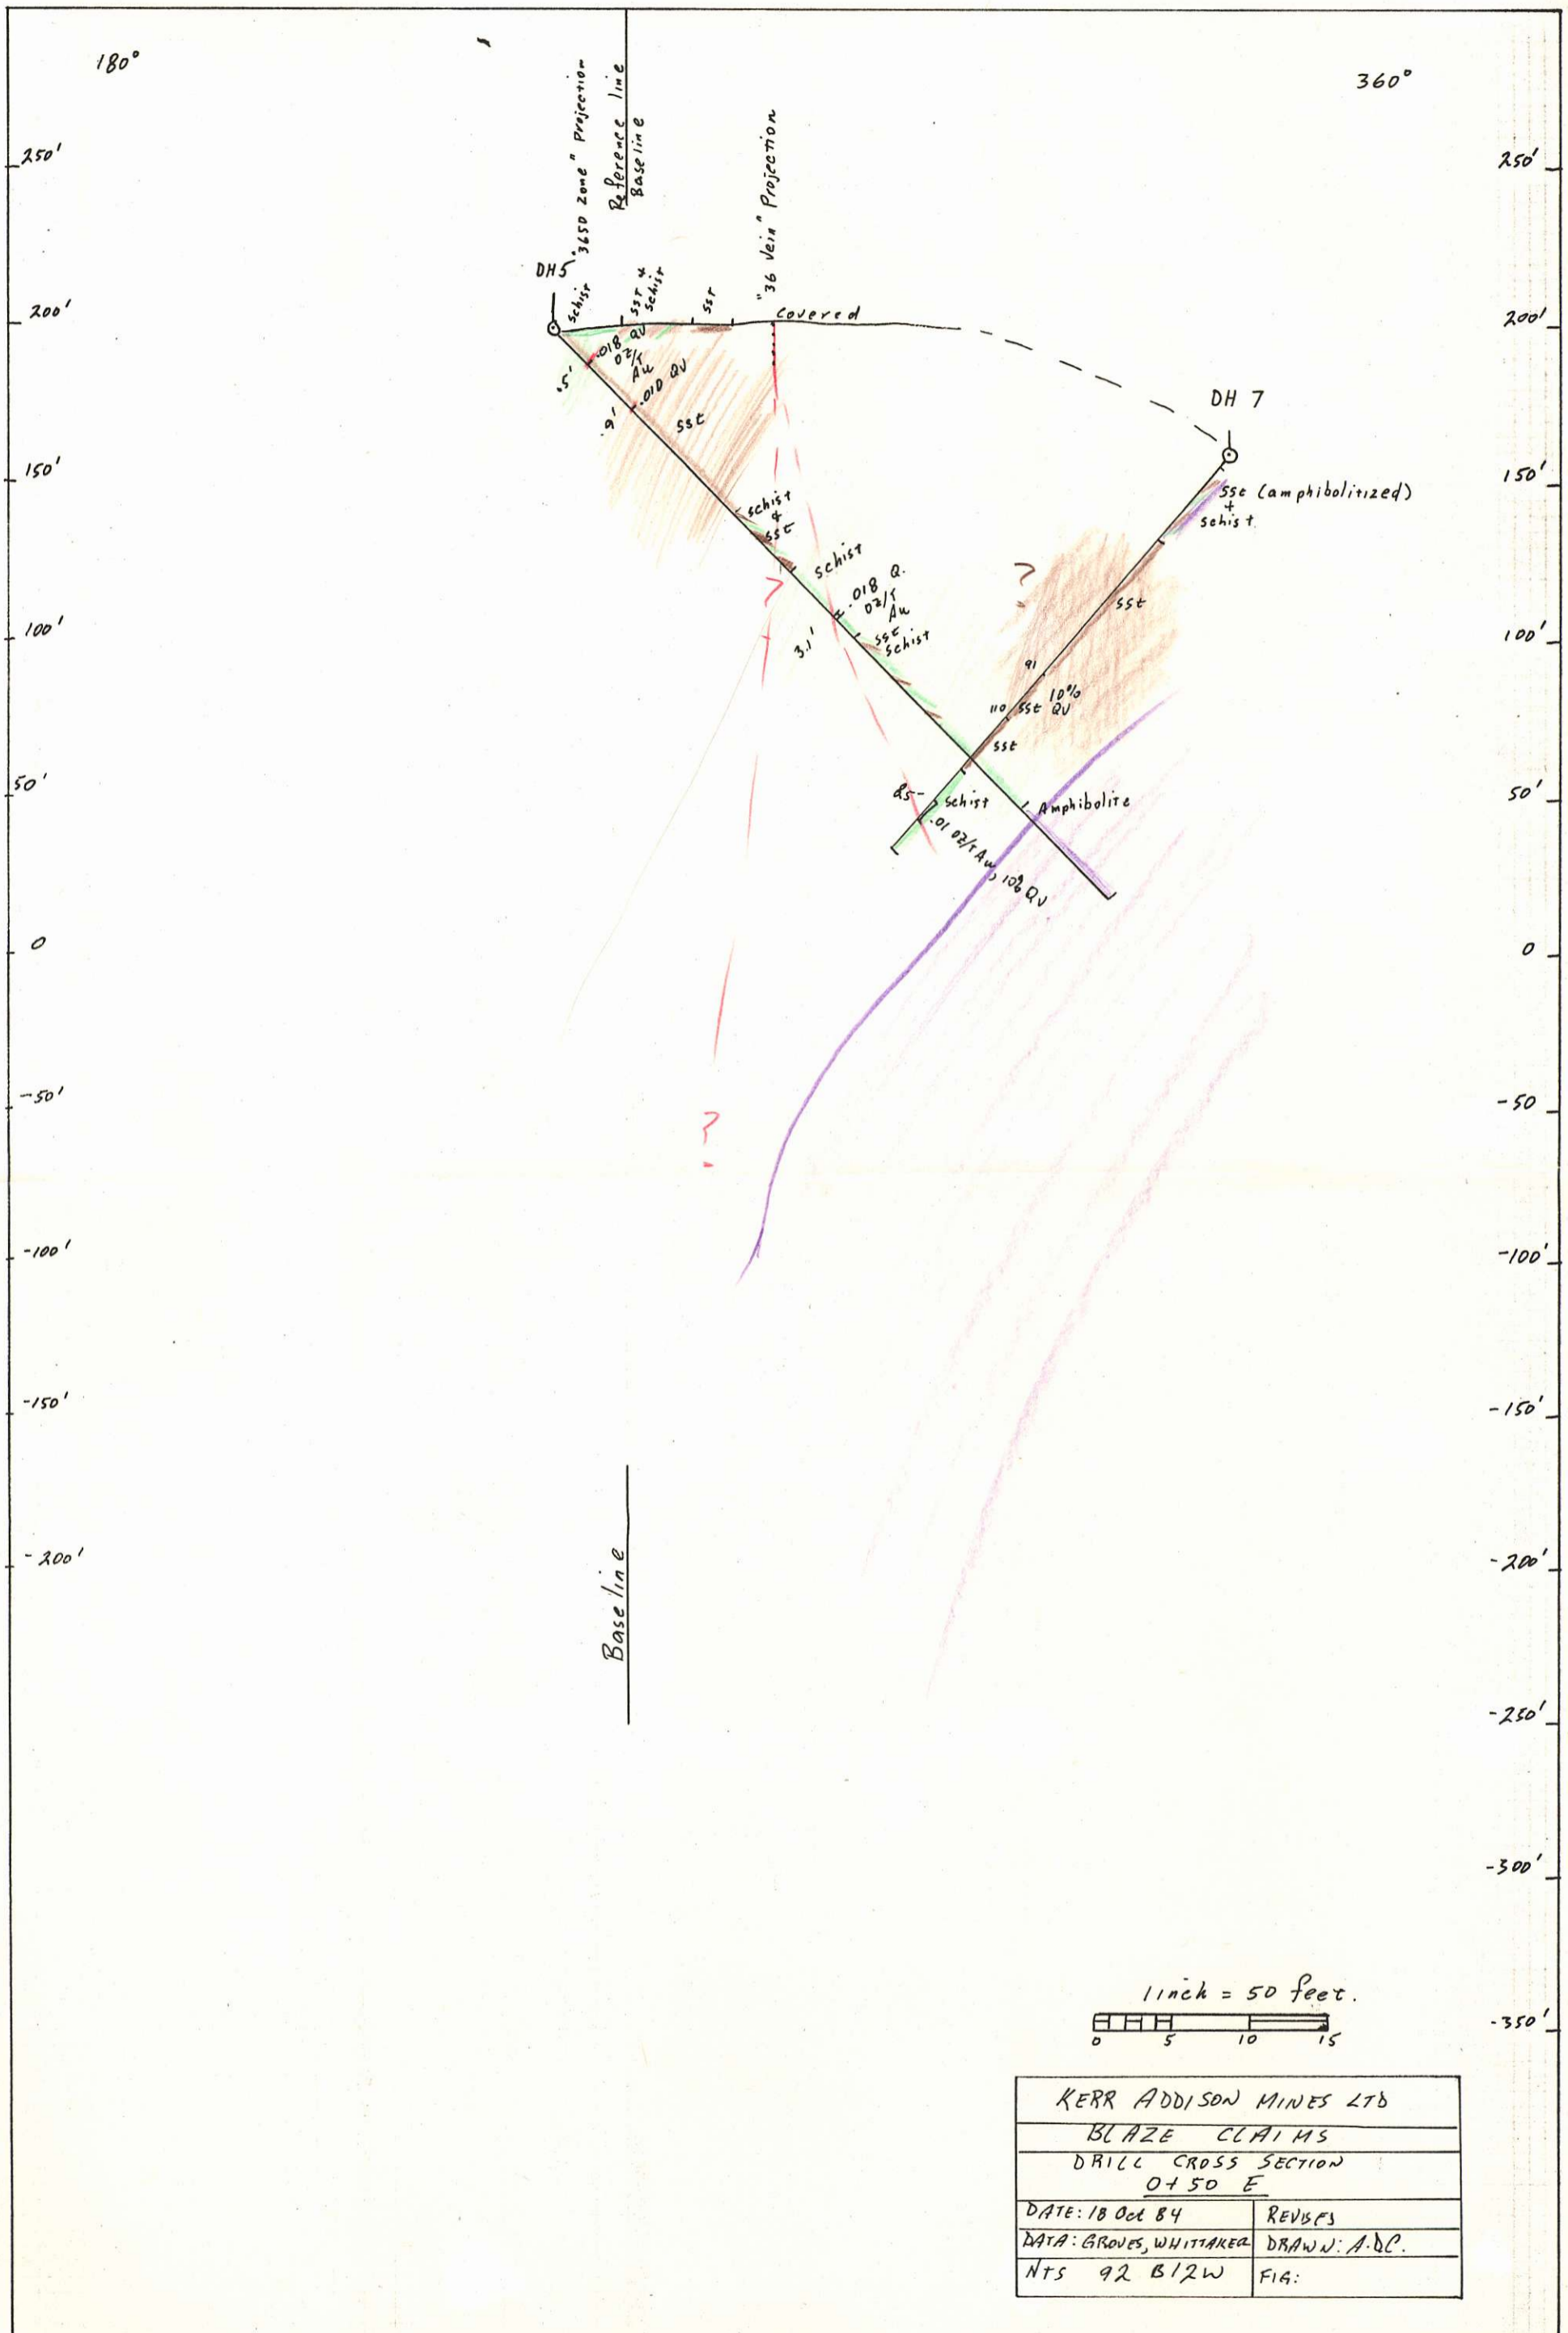 180°
360°
"3650 zone" Projection
Reference line
Baseline
"36 Vein" Projection
250'
250'
DH5
schist
SST &
schist
SST
Covered
200'
200'
.018 QV
oz/T
Au
.5'
.010 QV
.9'
sst
DH 7
150'
150'
sst (amphibolitized)
+
schist.
schist
&
sst
schist
?
?
.018 Q.
oz/T
Au
3.1'
sst
sst
schist
100'
100'
91
10%
110
sst QV
sst
50'
50'
schist
Amphibolite
.01 oz/T Au, 10% QV
0
0
-50'
-50
?
-100'
-100'
-150'
-150'
-200'
-200'
Baseline
-250'
-300'
-350'
1 inch = 50 feet.
0 5 10 15
KERR ADDISON MINES LTD
BLAZE CLAIMS
DRILL CROSS SECTION
0+50 E
DATE: 18 Oct 84
REVISED
DATA: GROVES, WHITTAKER
DRAWN: A.DC.
NTS 92 B12W
FIG: